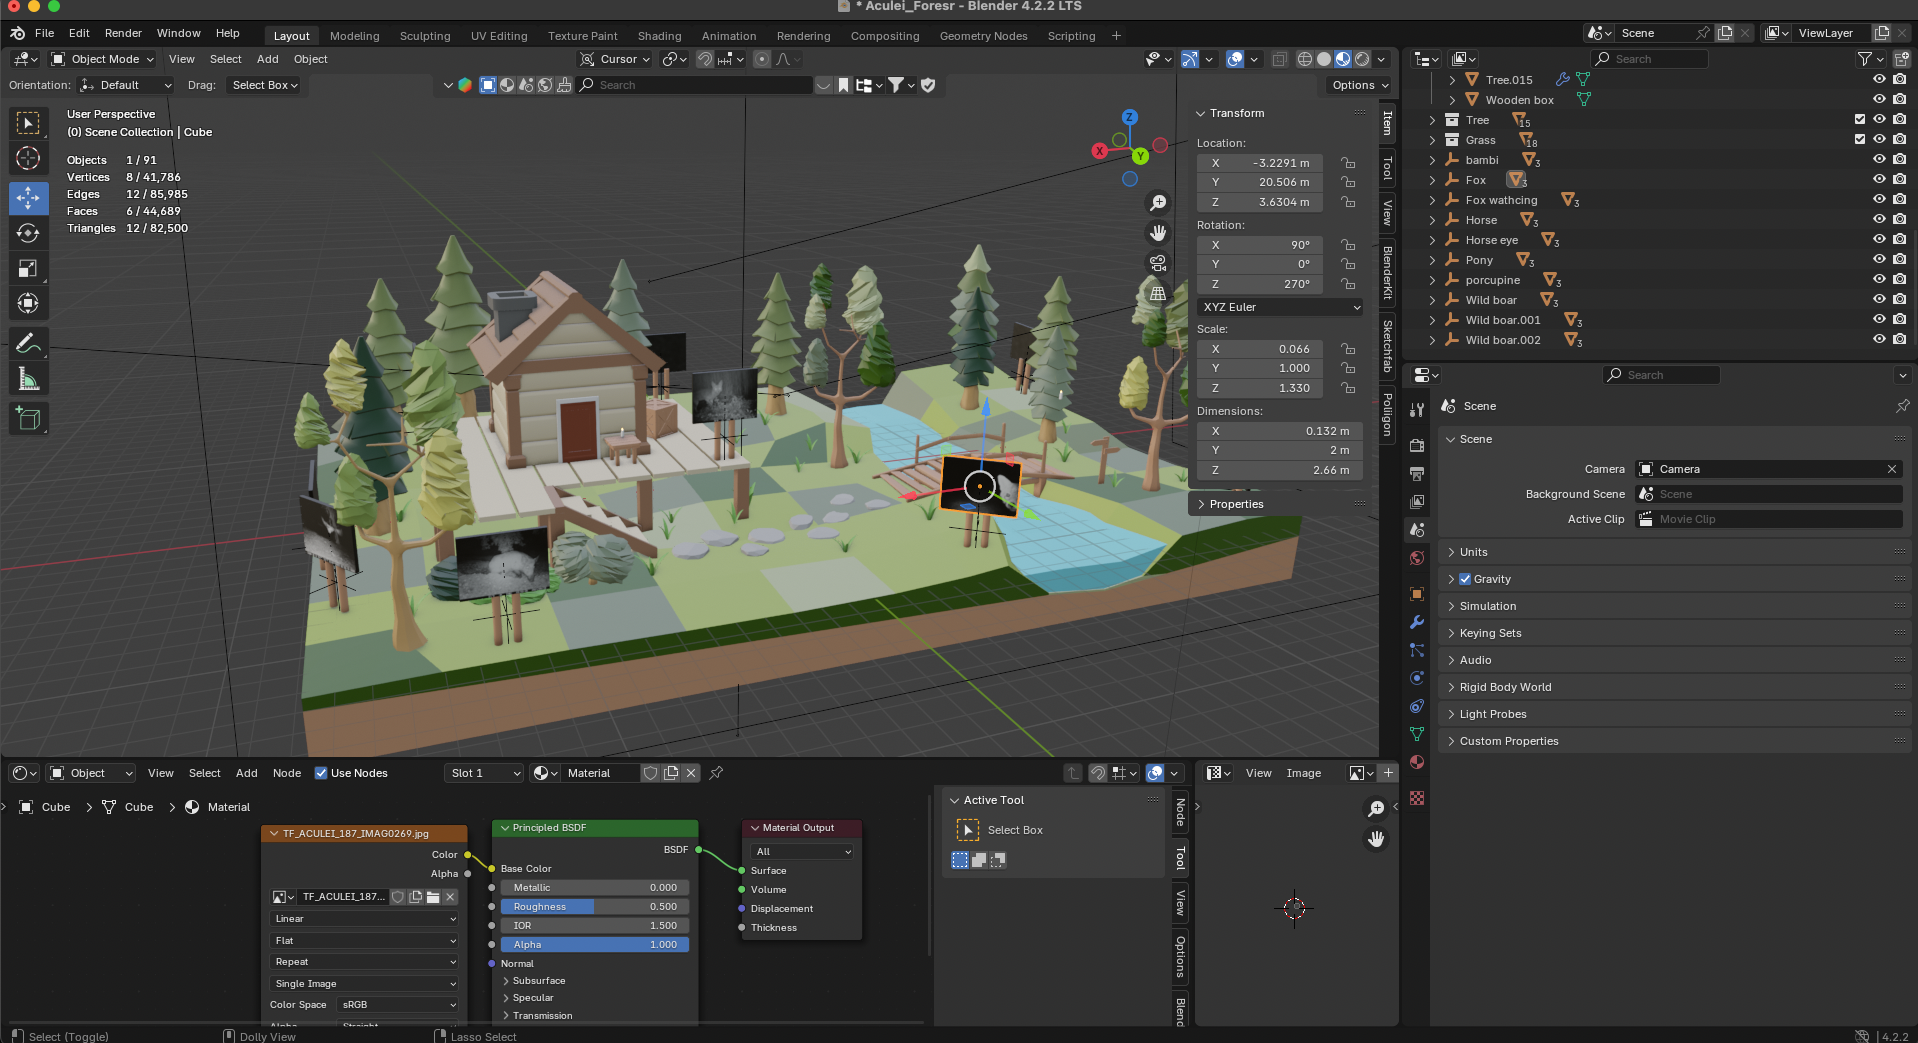 * Aculei_Foresr - Blender 4.2.2 LTS
File Edit Render Window Help Layout Modeling Sculpting UV Editing Texture Paint Shading Animation Rendering Compositing Geometry Nodes Scripting + Scene ViewLayer
Object Mode View Select Add Object Cursor
Orientation: Default Drag: Select Box Search Options
User Perspective
(0) Scene Collection | Cube
Objects 1 / 91
Vertices 8 / 41,786
Edges 12 / 85,985
Faces 6 / 44,689
Triangles 12 / 82,500
Z
X
Y
Transform
Location:
X -3.2291 m
Y 20.506 m
Z 3.6304 m
Rotation:
X 90°
Y 0°
Z 270°
XYZ Euler
Scale:
X 0.066
Y 1.000
Z 1.330
Dimensions:
X 0.132 m
Y 2 m
Z 2.66 m
Properties
Item
Tool
View
BlenderKit
Sketchfab
Poliigon
Search
Tree.015
Wooden box
Tree 15
Grass 18
bambi 3
Fox 3
Fox wathcing 3
Horse 3
Horse eye 3
Pony 3
porcupine 3
Wild boar 3
Wild boar.001 3
Wild boar.002 3
Search
Scene
Scene
Camera Camera
Background Scene Scene
Active Clip Movie Clip
Units
Gravity
Simulation
Keying Sets
Audio
Rigid Body World
Light Probes
Custom Properties
Object View Select Add Node Use Nodes Slot 1 Material
Cube Cube Material
TF_ACULEI_187_IMAG0269.jpg
Color
Alpha
TF_ACULEI_187...
Linear
Flat
Repeat
Single Image
Color Space sRGB
Alpha Straight
Principled BSDF
BSDF
Base Color
Metallic 0.000
Roughness 0.500
IOR 1.500
Alpha 1.000
Normal
Subsurface
Specular
Transmission
Material Output
All
Surface
Volume
Displacement
Thickness
Active Tool
Select Box
Node
Tool
View
Options
Blend
View Image
Select (Toggle) Dolly View Lasso Select 4.2.2